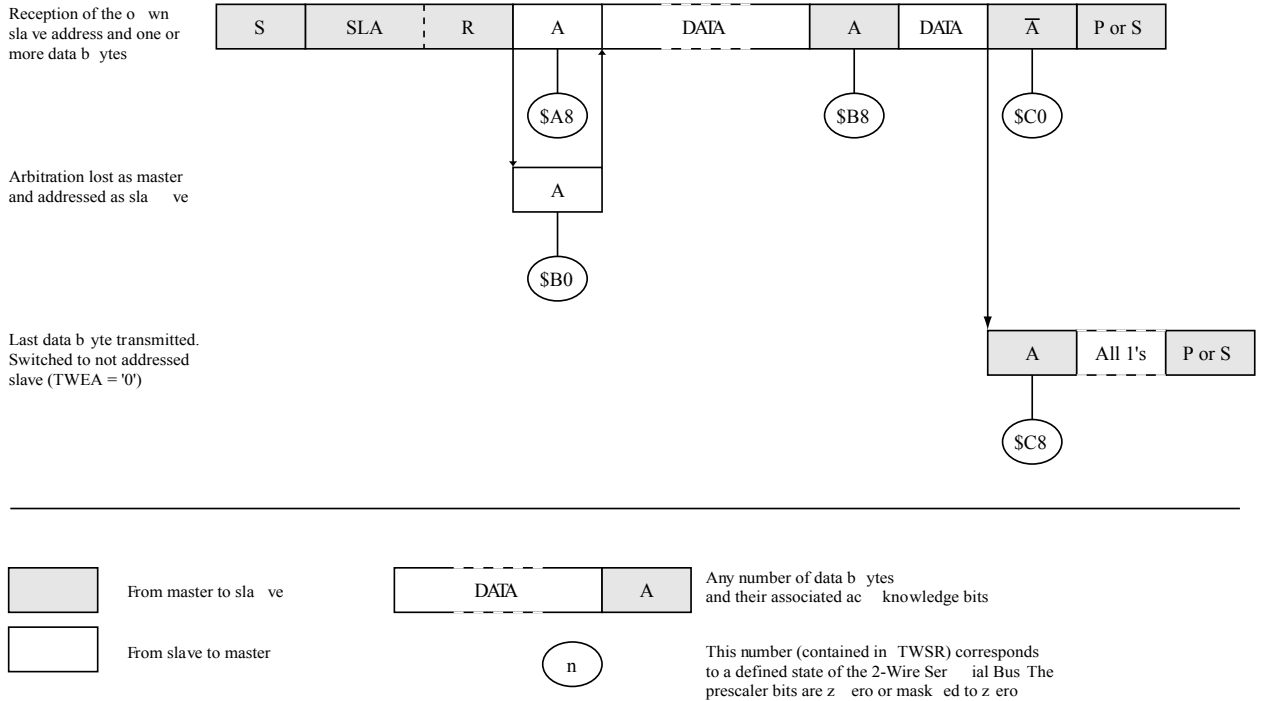 Reception of the o wn
sla ve address and one or
more data b ytes
S SLA R A DATA A DATA A P or S
$A8 $B8 $C0
Arbitration lost as master
and addressed as sla ve
A
$B0
Last data b yte transmitted.
Switched to not addressed
slave (TWEA = '0')
A All 1's P or S
$C8
From master to sla ve
DATA A
Any number of data b ytes
and their associated ac knowledge bits
From slave to master
n
This number (contained in TWSR) corresponds
to a defined state of the 2-Wire Ser ial Bus The
prescaler bits are z ero or mask ed to z ero